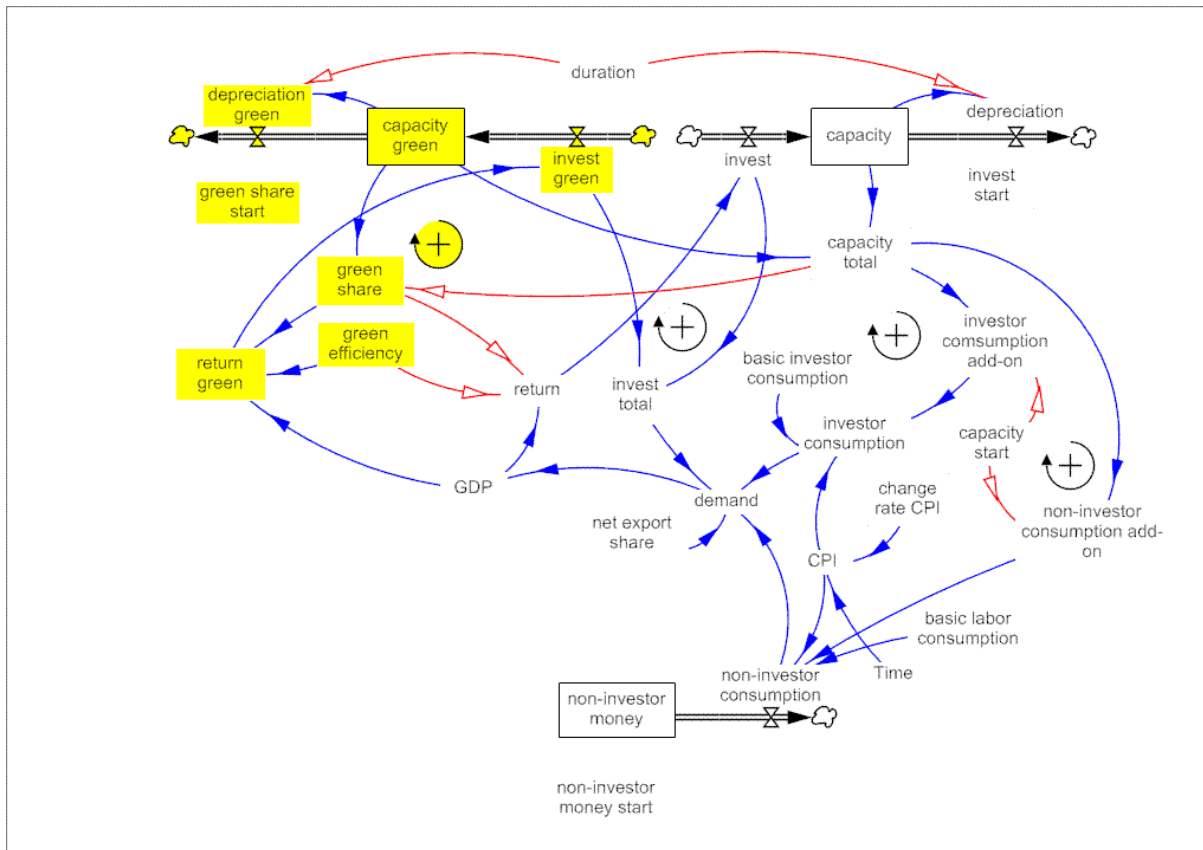 duration
depreciation
green
capacity
green
invest
green
green share
start
invest
capacity
depreciation
invest
start
capacity
total
green
share
green
efficiency
return
green
return
invest
total
basic investor
consumption
investor
comsumption
add-on
investor
consumption
capacity
start
GDP
demand
net export
share
change
rate CPI
non-investor
consumption add-
on
CPI
basic labor
consumption
Time
non-investor
consumption
non-investor
money
non-investor
money start